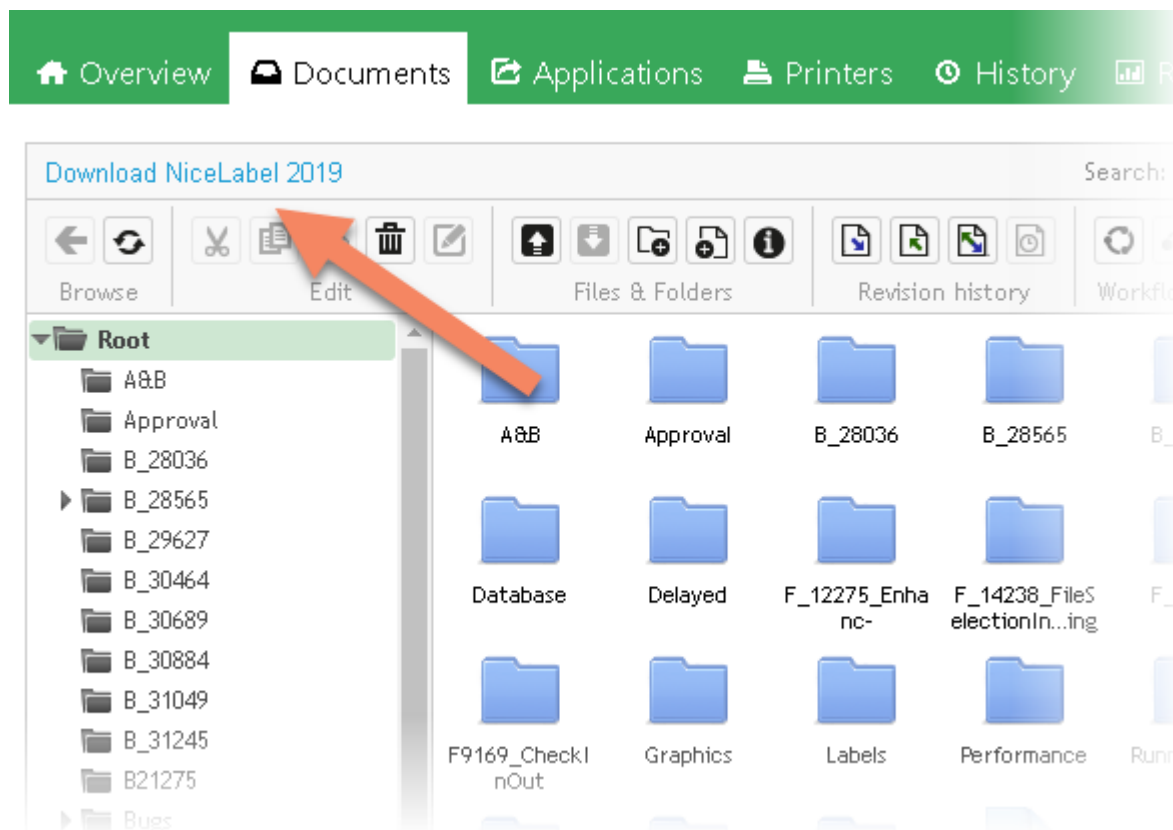 Overview Documents Applications Printers History
Download NiceLabel 2019 Search:
Browse Edit Files & Folders Revision history
Root
A&B
Approval
B_28036
B_28565
B_29627
B_30464
B_30689
B_30884
B_31049
B_31245
B21275
Bugs
A&B Approval B_28036 B_28565
Database Delayed F_12275_Enha
nc- F_14238_FileS
electionIn...ing
F9169_CheckI
nOut Graphics Labels Performance